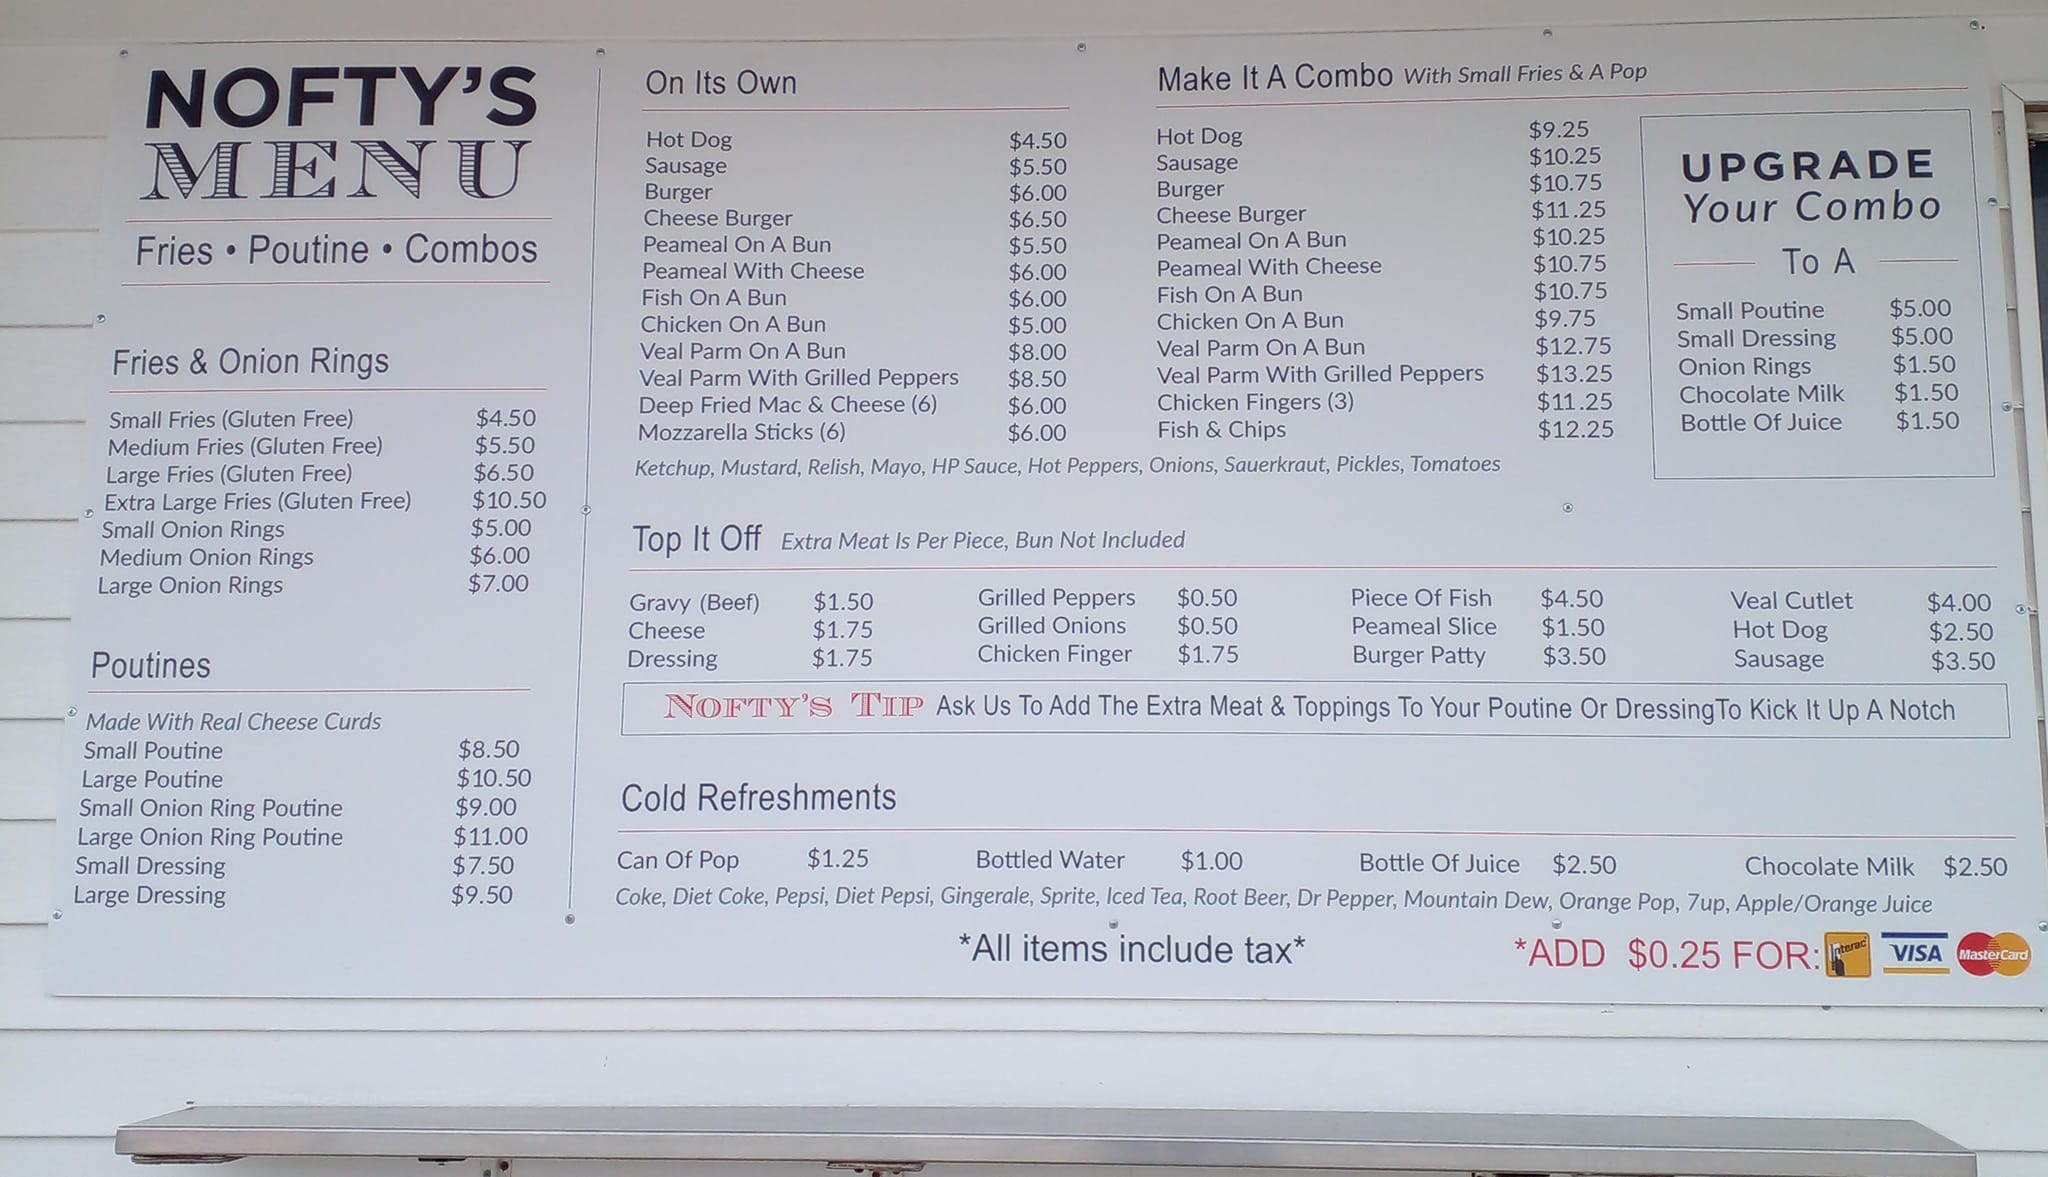 NOFTY'S
MENU
Fries • Poutine • Combos
Fries & Onion Rings
Small Fries (Gluten Free) $4.50
Medium Fries (Gluten Free) $5.50
Large Fries (Gluten Free) $6.50
Extra Large Fries (Gluten Free) $10.50
Small Onion Rings $5.00
Medium Onion Rings $6.00
Large Onion Rings $7.00
Poutines
Made With Real Cheese Curds
Small Poutine $8.50
Large Poutine $10.50
Small Onion Ring Poutine $9.00
Large Onion Ring Poutine $11.00
Small Dressing $7.50
Large Dressing $9.50
On Its Own
Hot Dog $4.50
Sausage $5.50
Burger $6.00
Cheese Burger $6.50
Peameal On A Bun $5.50
Peameal With Cheese $6.00
Fish On A Bun $6.00
Chicken On A Bun $5.00
Veal Parm On A Bun $8.00
Veal Parm With Grilled Peppers $8.50
Deep Fried Mac & Cheese (6) $6.00
Mozzarella Sticks (6) $6.00
Make It A Combo With Small Fries & A Pop
Hot Dog $9.25
Sausage $10.25
Burger $10.75
Cheese Burger $11.25
Peameal On A Bun $10.25
Peameal With Cheese $10.75
Fish On A Bun $10.75
Chicken On A Bun $9.75
Veal Parm On A Bun $12.75
Veal Parm With Grilled Peppers $13.25
Chicken Fingers (3) $11.25
Fish & Chips $12.25
Ketchup, Mustard, Relish, Mayo, HP Sauce, Hot Peppers, Onions, Sauerkraut, Pickles, Tomatoes
UPGRADE
Your Combo
To A
Small Poutine $5.00
Small Dressing $5.00
Onion Rings $1.50
Chocolate Milk $1.50
Bottle Of Juice $1.50
Top It Off Extra Meat Is Per Piece, Bun Not Included
Gravy (Beef) $1.50 Grilled Peppers $0.50 Piece Of Fish $4.50 Veal Cutlet $4.00
Cheese $1.75 Grilled Onions $0.50 Peameal Slice $1.50 Hot Dog $2.50
Dressing $1.75 Chicken Finger $1.75 Burger Patty $3.50 Sausage $3.50
NOFTY'S TIP Ask Us To Add The Extra Meat & Toppings To Your Poutine Or DressingTo Kick It Up A Notch
Cold Refreshments
Can Of Pop $1.25 Bottled Water $1.00 Bottle Of Juice $2.50 Chocolate Milk $2.50
Coke, Diet Coke, Pepsi, Diet Pepsi, Gingerale, Sprite, Iced Tea, Root Beer, Dr Pepper, Mountain Dew, Orange Pop, 7up, Apple/Orange Juice
*All items include tax* *ADD $0.25 FOR: Interac VISA MasterCard